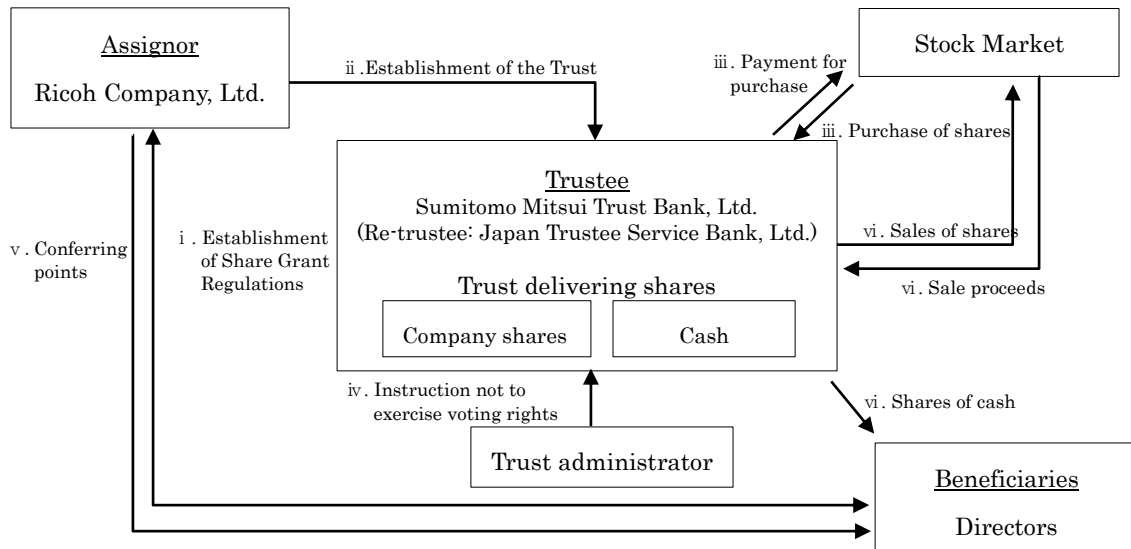 Assignor
Ricoh Company, Ltd.
ⅱ.Establishment of the Trust
ⅲ. Payment for
purchase
Stock Market
ⅲ. Purchase of shares
Trustee
Sumitomo Mitsui Trust Bank, Ltd.
(Re-trustee: Japan Trustee Service Bank, Ltd.)
Trust delivering shares
Company shares
Cash
ⅴ. Conferring
points
ⅰ. Establishment
of Share Grant
Regulations
ⅵ. Sales of shares
ⅵ. Sale proceeds
ⅳ. Instruction not to
exercise voting rights
ⅵ. Shares of cash
Trust administrator
Beneficiaries
Directors